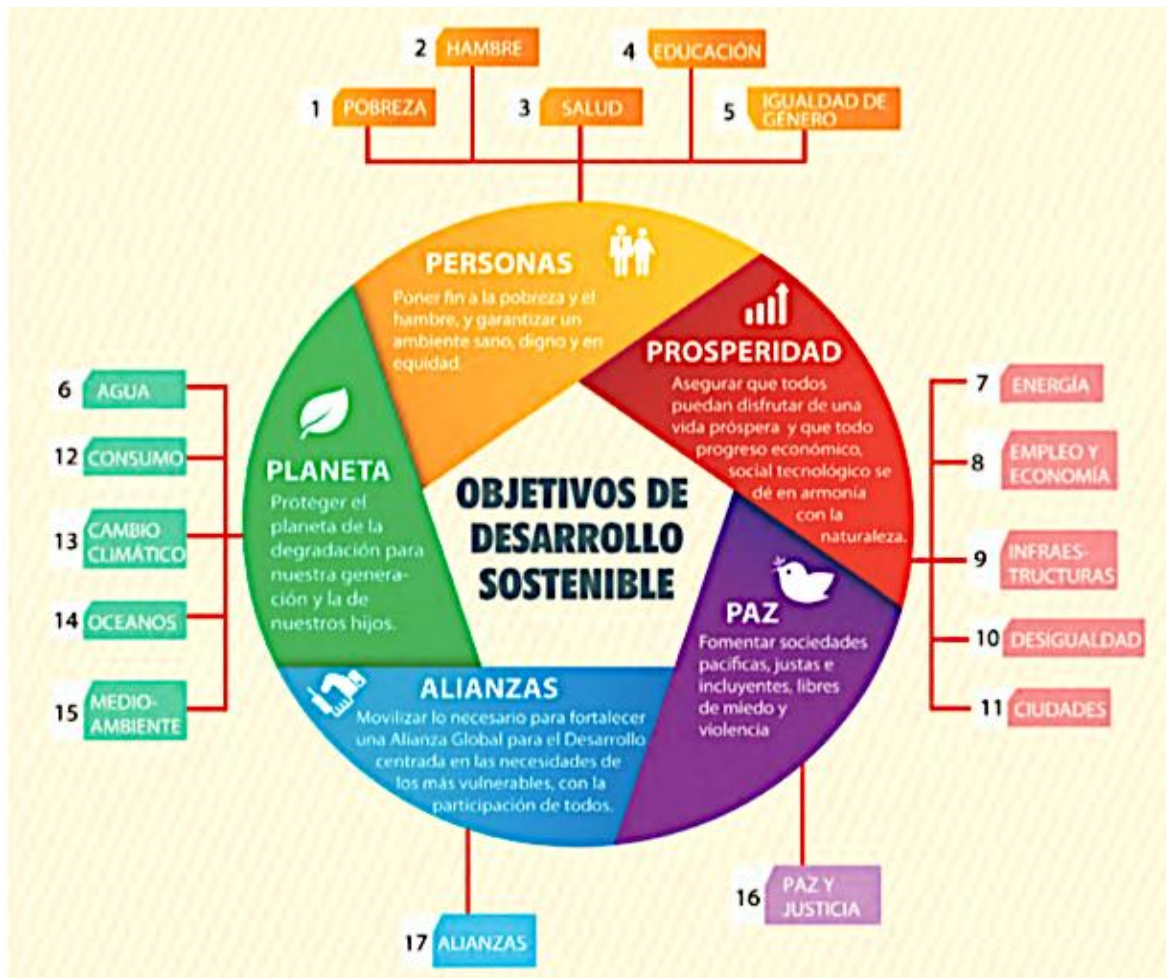 2 HAMBRE
4 EDUCACIÓN
1 POBREZA
3 SALUD
5 IGUALDAD DE
GÉNERO
PERSONAS
Poner fin a la pobreza y el
hambre, y garantizar un
ambiente sano, digno y en
equidad.
PROSPERIDAD
Asegurar que todos
puedan disfrutar de una
vida próspera y que todo
progreso económico,
social tecnológico se
dé en armonía
con la
naturaleza.
7 ENERGÍA
8 EMPLEO Y
ECONOMÍA
9 INFRAES-
TRUCTURAS
10 DESIGUALDAD
11 CIUDADES
6 AGUA
12 CONSUMO
13 CAMBIO
CLIMÁTICO
14 OCEANOS
15 MEDIO-
AMBIENTE
PLANETA
Proteger el
planeta de la
degradación para
nuestra genera-
ción y la de
nuestros hijos.
OBJETIVOS DE
DESARROLLO
SOSTENIBLE
PAZ
Fomentar sociedades
pacíficas, justas e
incluyentes, libres
de miedo y
violencia
ALIANZAS
Movilizar lo necesario para fortalecer
una Alianza Global para el Desarrollo
centrada en las necesidades de
los más vulnerables, con la
participación de todos.
16 PAZ Y
JUSTICIA
17 ALIANZAS